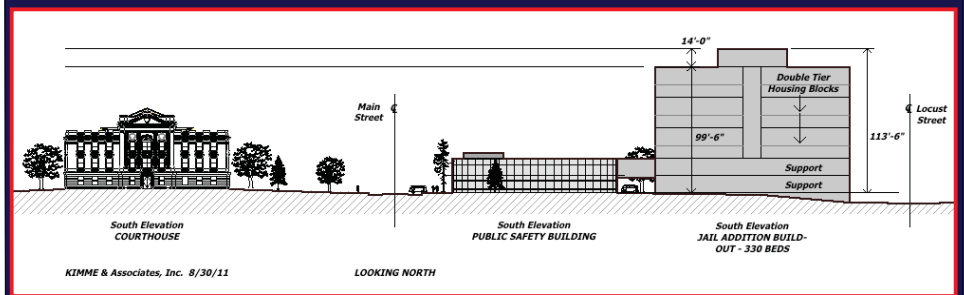 14'-0"
Double Tier
Housing Blocks
Main
Street
℄
℄
Locust
Street
99'-6"
113'-6"
Support
Support
South Elevation
COURTHOUSE
South Elevation
PUBLIC SAFETY BUILDING
South Elevation
JAIL ADDITION BUILD-
OUT - 330 BEDS
KIMME & Associates, Inc.  8/30/11
LOOKING NORTH